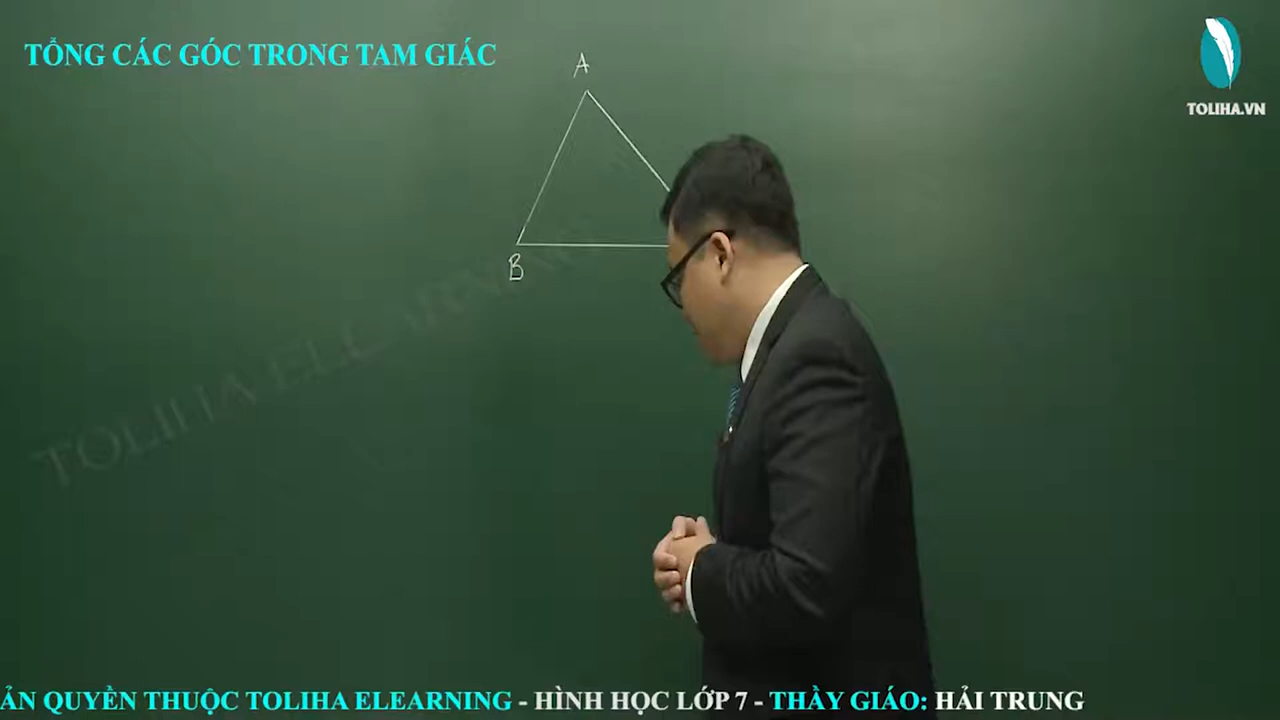 TỔNG CÁC GÓC TRONG TAM GIÁC
TOLIHA.VN
A
B
TOLIHA ELEARNING
ẢN QUYỀN THUỘC TOLIHA ELEARNING - HÌNH HỌC LỚP 7 - THẦY GIÁO: HẢI TRUNG